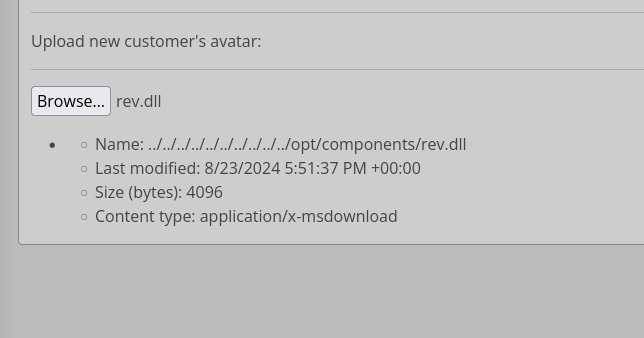 Upload new customer's avatar:
Browse... rev.dll
Name: ../../../../../../../../../../opt/components/rev.dll
Last modified: 8/23/2024 5:51:37 PM +00:00
Size (bytes): 4096
Content type: application/x-msdownload